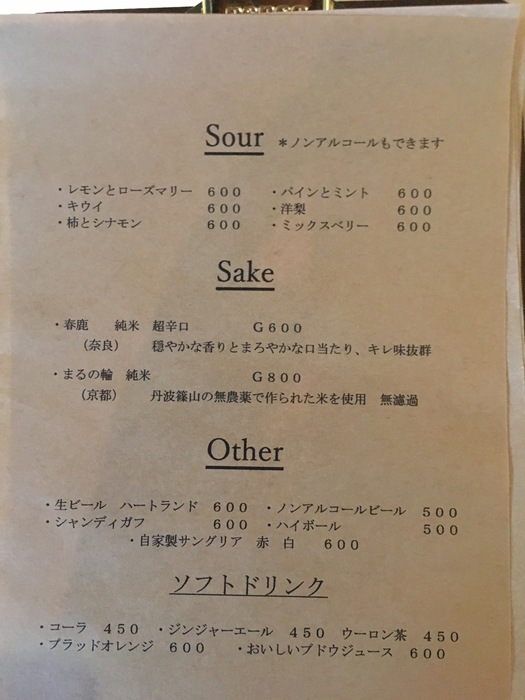 Sour ＊ノンアルコールもできます
・レモンとローズマリー ６００ ・パインとミント ６００
・キウイ ６００ ・洋梨 ６００
・柿とシナモン ６００ ・ミックスベリー ６００
Sake
・春鹿 純米 超辛口 Ｇ６００
（奈良） 穏やかな香りとまろやかな口当たり、キレ味抜群
・まるの輪 純米 Ｇ８００
（京都） 丹波篠山の無農薬で作られた米を使用 無濾過
Other
・生ビール ハートランド ６００ ・ノンアルコールビール ５００
・シャンディガフ ６００ ・ハイボール ５００
・自家製サングリア 赤 白 ６００
ソフトドリンク
・コーラ ４５０ ・ジンジャーエール ４５０ ウーロン茶 ４５０
・ブラッドオレンジ ６００ ・おいしいブドウジュース ６００